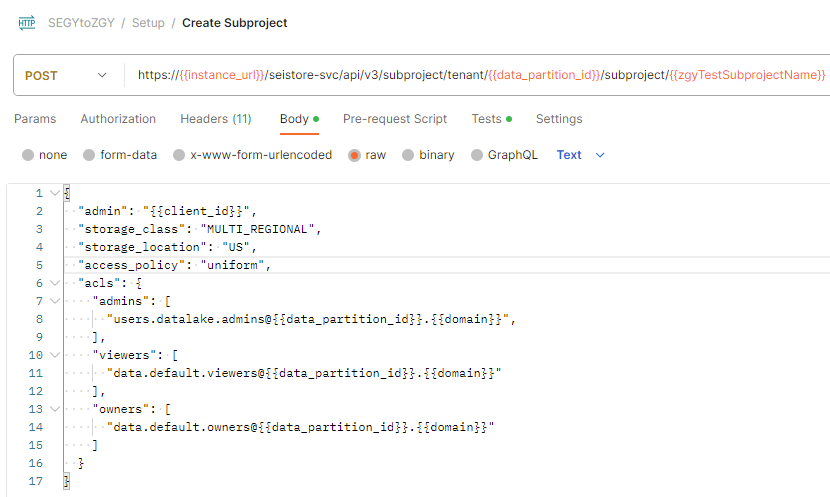 HTTP SEGYtoZGY / Setup / Create Subproject
POST https://{{instance_url}}/seistore-svc/api/v3/subproject/tenant/{{data_partition_id}}/subproject/{{zgyTestSubprojectName}}
Params Authorization Headers (11) Body Pre-request Script Tests Settings
none form-data x-www-form-urlencoded raw binary GraphQL Text
1 {
2 "admin": "{{client_id}}",
3 "storage_class": "MULTI_REGIONAL",
4 "storage_location": "US",
5 "access_policy": "uniform",
6 "acls": {
7 "admins": [
8 "users.datalake.admins@{{data_partition_id}}.{{domain}}",
9 ],
10 "viewers": [
11 "data.default.viewers@{{data_partition_id}}.{{domain}}"
12 ],
13 "owners": [
14 "data.default.owners@{{data_partition_id}}.{{domain}}"
15 ]
16 }
17 }